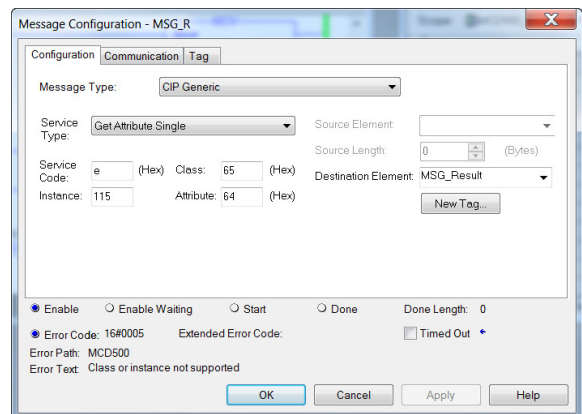 Message Configuration - MSG_R
Configuration Communication Tag
Message Type: CIP Generic
Service Type: Get Attribute Single
Source Element:
Source Length: 0 (Bytes)
Service Code: e (Hex) Class: 65 (Hex)
Destination Element: MSG_Result
Instance: 115 Attribute: 64 (Hex)
New Tag...
Enable Enable Waiting Start Done Done Length: 0
Error Code: 16#0005 Extended Error Code: Timed Out
Error Path: MCD500
Error Text: Class or instance not supported
OK Cancel Apply Help